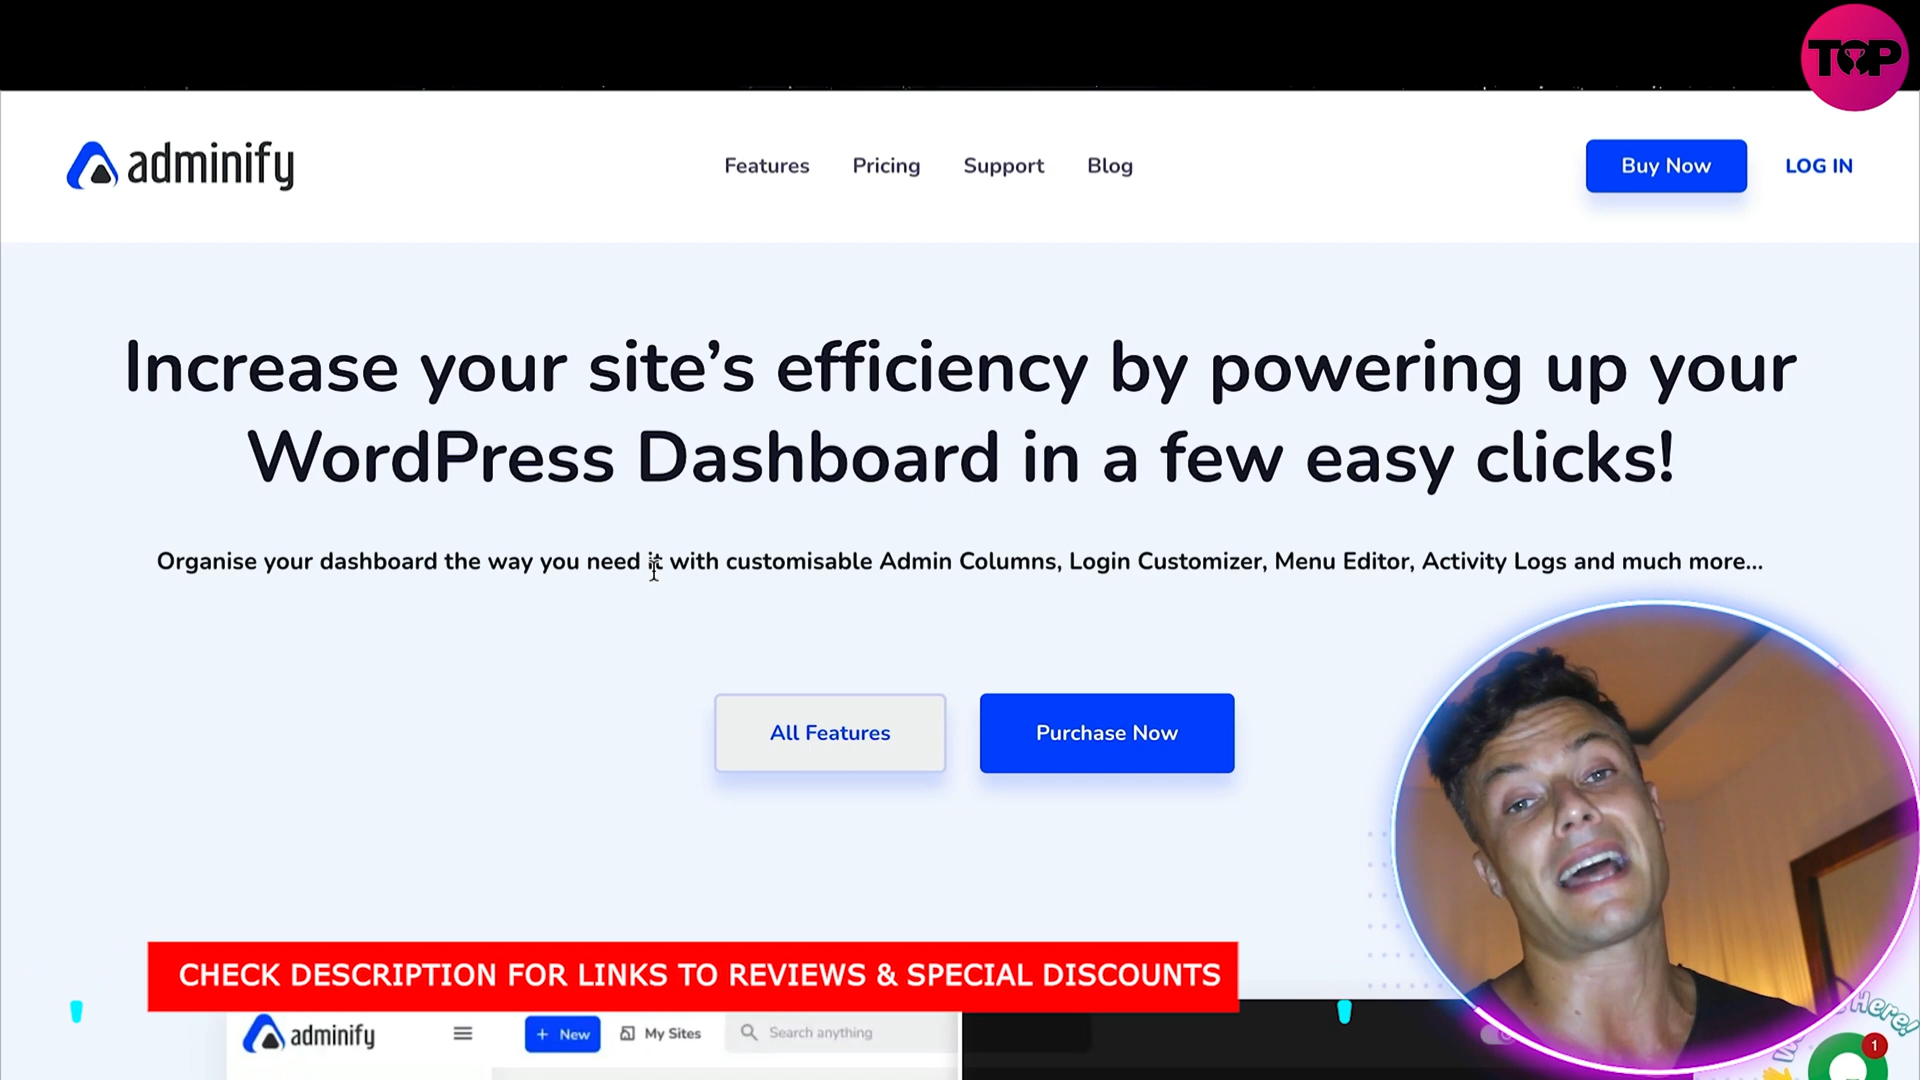 TOP
adminify
Features
Pricing
Support
Blog
Buy Now
LOG IN
Increase your site’s efficiency by powering up your
WordPress Dashboard in a few easy clicks!
Organise your dashboard the way you need it with customisable Admin Columns, Login Customizer, Menu Editor, Activity Logs and much more...
All Features
Purchase Now
CHECK DESCRIPTION FOR LINKS TO REVIEWS & SPECIAL DISCOUNTS
adminify
+ New
My Sites
Search anything
Here!
1